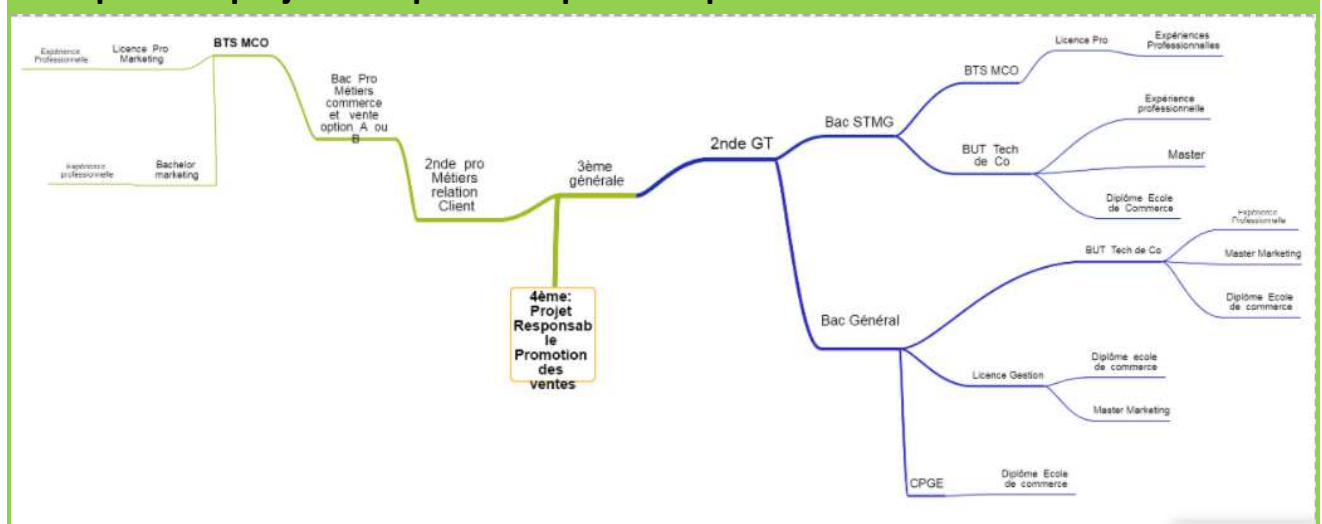 BTS MCO
Licence Pro
Marketing
Expérience
Professionnelle
Bac Pro
Métiers
commerce
et vente
option A ou
B
Expérience
professionnelle
Bachelor
marketing
2nde pro
Métiers
relation
Client
3ème
générale
4ème:
Projet
Responsab
le
Promotion
des
ventes
2nde GT
Bac STMG
BTS MCO
Licence Pro
Expériences
Professionnelles
BUT Tech
de Co
Expérience
professionnelle
Master
Diplôme Ecole
de Commerce
Bac Général
BUT Tech de Co
Expérience
Professionnelle
Master Marketing
Diplôme Ecole
de commerce
Licence Gestion
Diplôme ecole
de commerce
Master Marketing
CPGE
Diplôme Ecole
de commerce